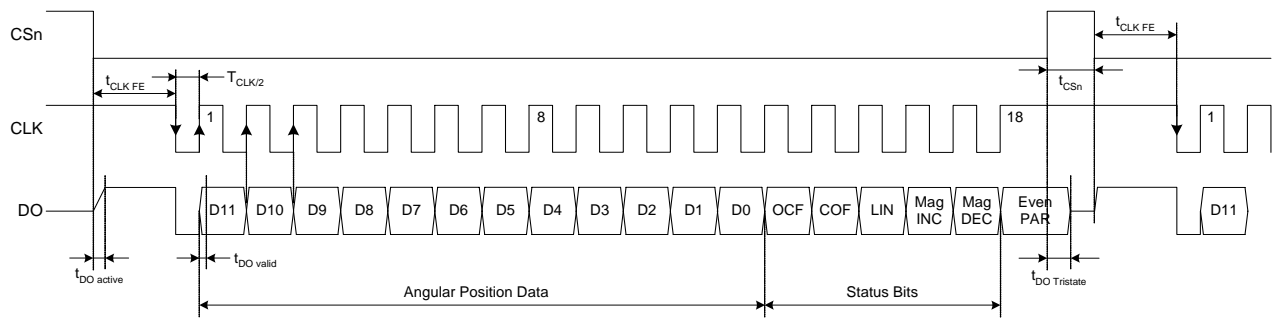 CSn
t CLK FE
t CLK FE
T CLK/2
t CSn
CLK
1
8
18
1
DO
D11
D10
D9
D8
D7
D6
D5
D4
D3
D2
D1
D0
OCF
COF
LIN
Mag
INC
Mag
DEC
Even
PAR
D11
t DO active
t DO valid
t DO Tristate
Angular Position Data
Status Bits